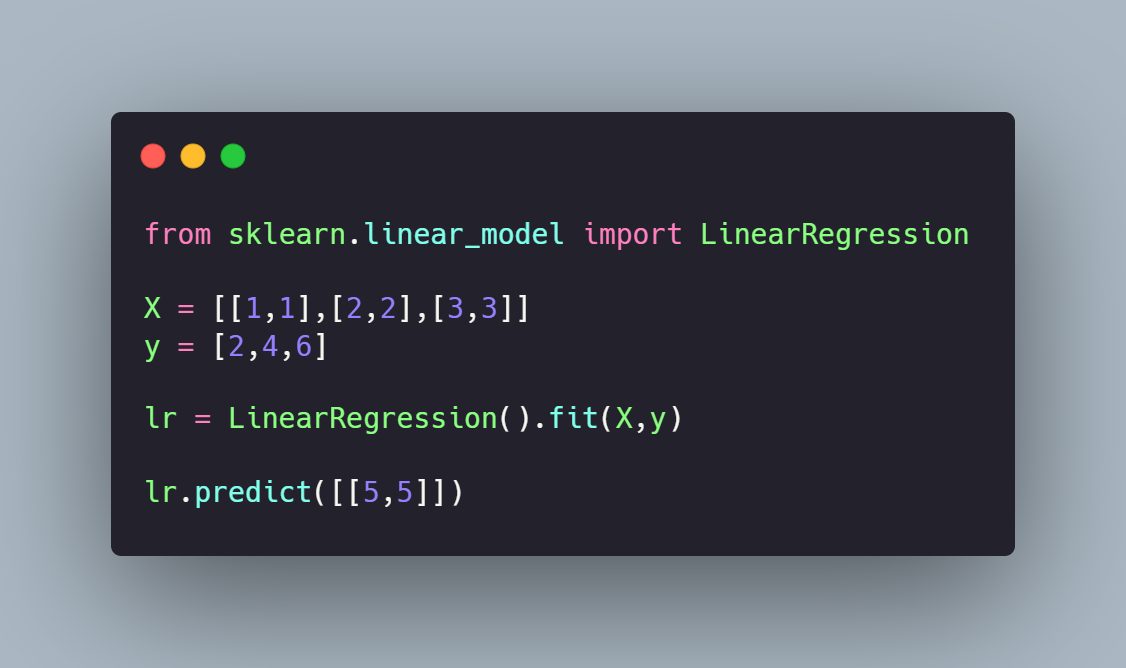 from sklearn.linear_model import LinearRegression
X = [[1,1],[2,2],[3,3]]
y = [2,4,6]
lr = LinearRegression().fit(X,y)
lr.predict([[5,5]])